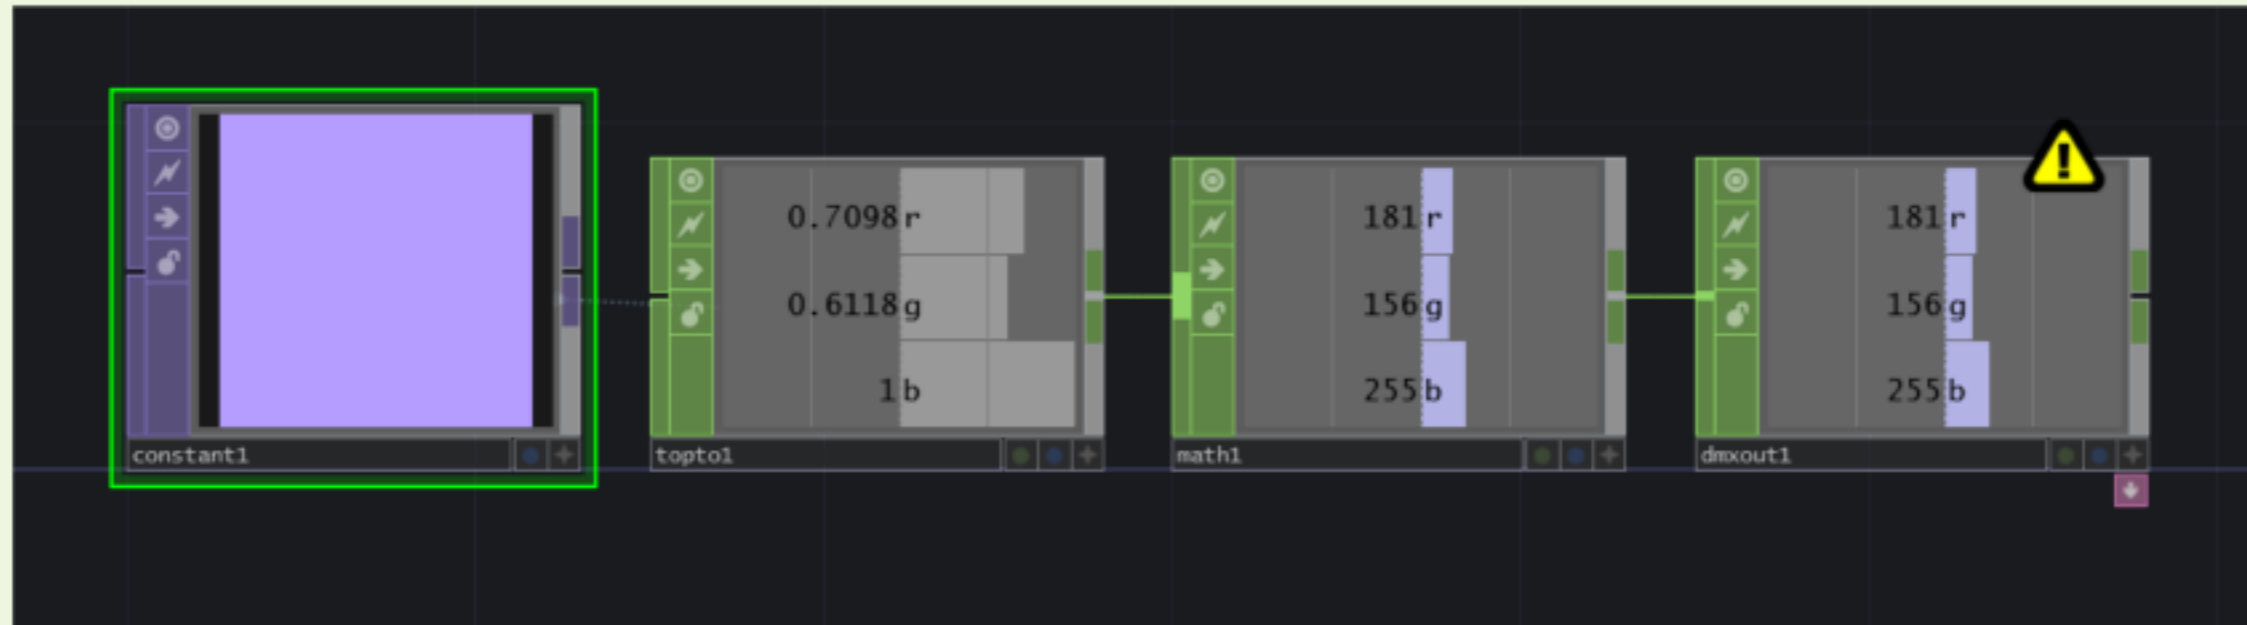 0.7098 r
0.6118 g
1 b
181 r
156 g
255 b
181 r
156 g
255 b
constant1
topto1
math1
dmxout1